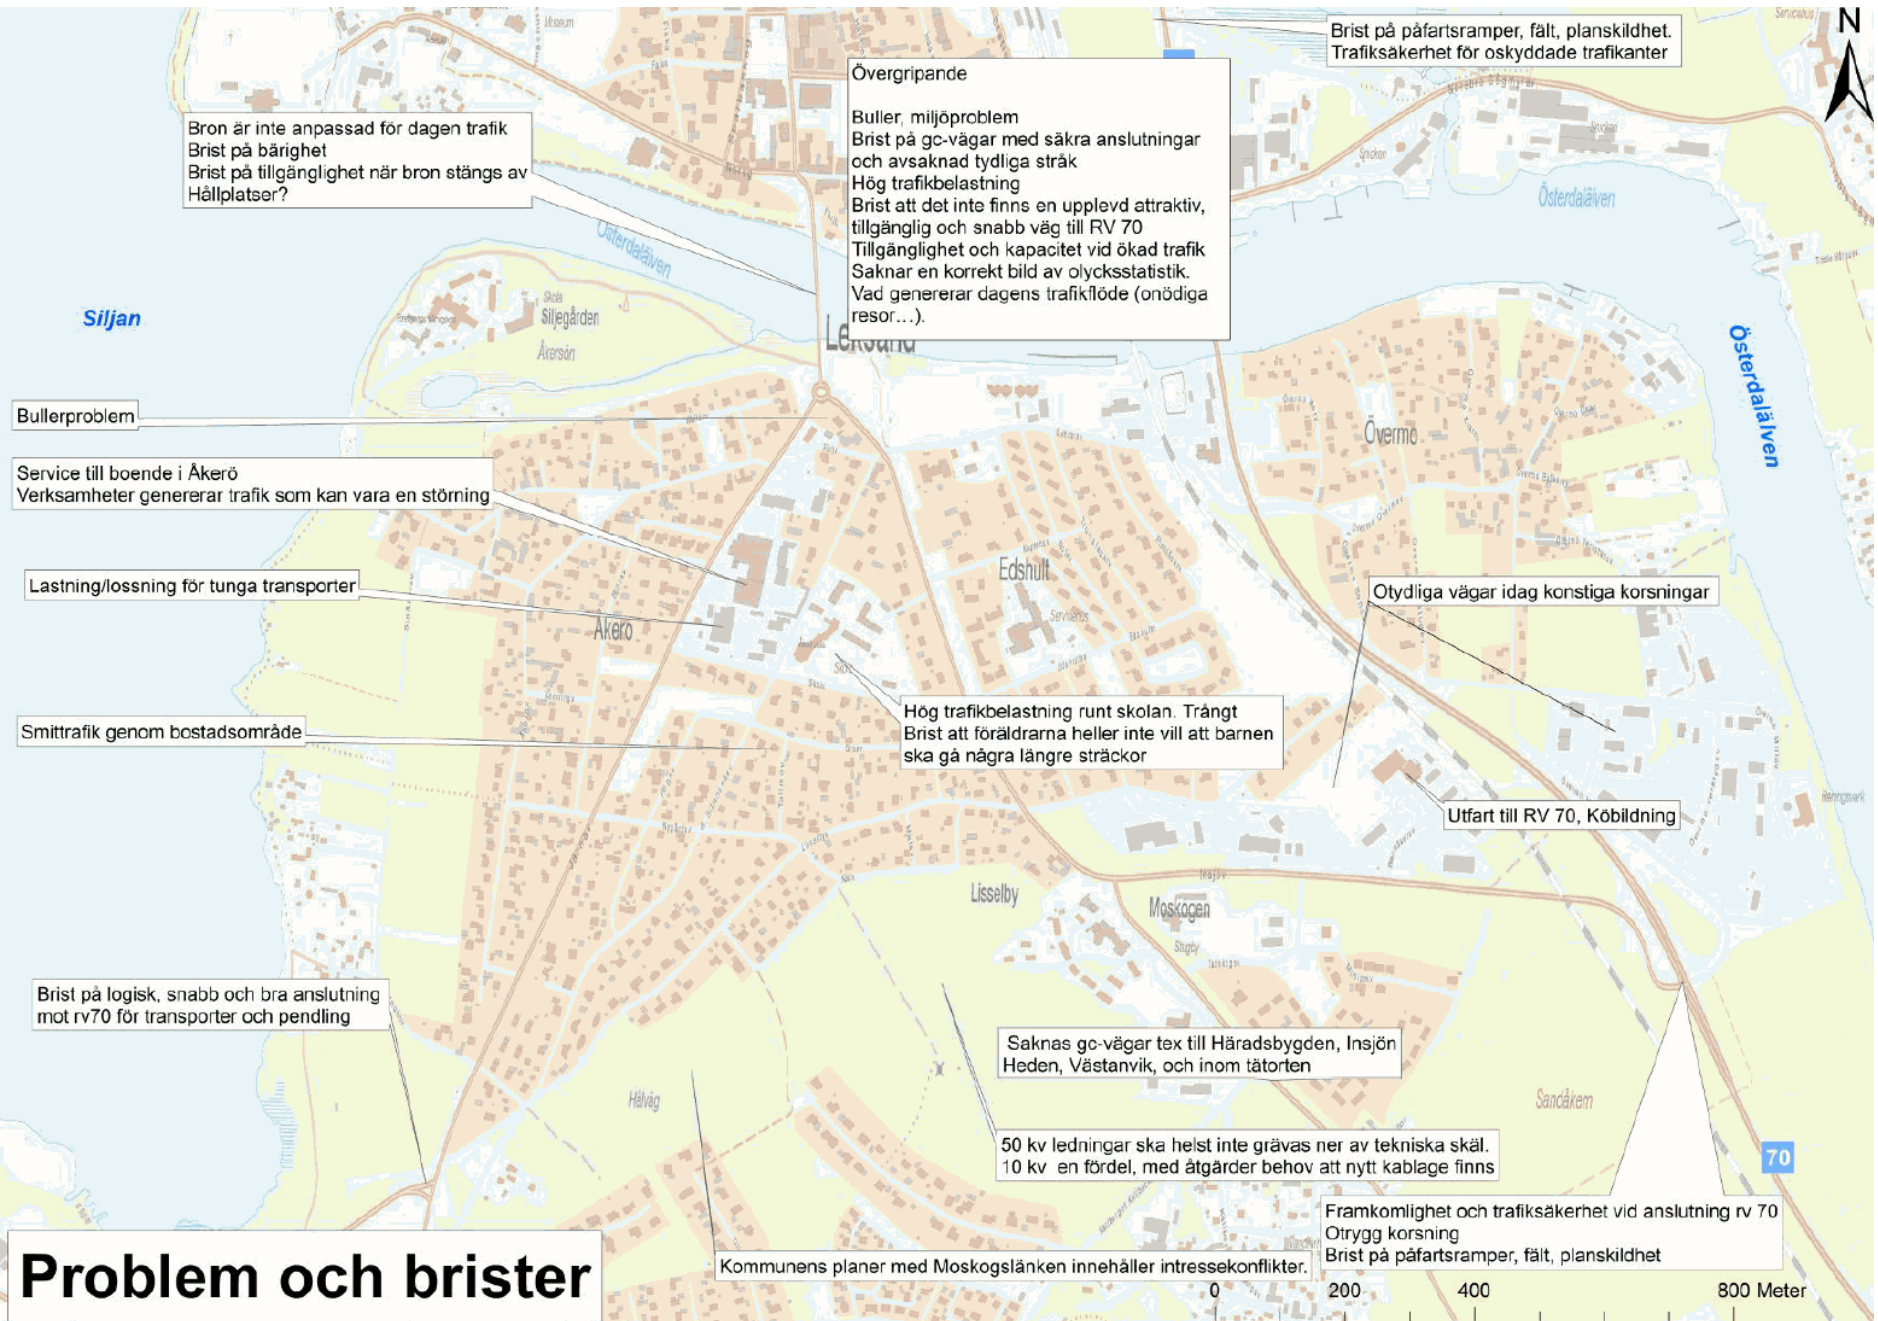 Brist på påfartsramper, fält, planskildhet.
Trafiksäkerhet för oskyddade trafikanter
N
Museum
Övergripande
Buller, miljöproblem
Brist på gc-vägar med säkra anslutningar
och avsaknad tydliga stråk
Hög trafikbelastning
Brist att det inte finns en upplevd attraktiv,
tillgänglig och snabb väg till RV 70
Tillgänglighet och kapacitet vid ökad trafik
Saknar en korrekt bild av olycksstatistik.
Vad genererar dagens trafikflöde (onödiga
resor...).
Bron är inte anpassad för dagen trafik
Brist på bärighet
Brist på tillgänglighet när bron stängs av
Hållplatser?
Österdalälven
Österdalälven
Siljan
Skola
Siljegården
Åkersön
Leksand
Österdalälven
Bullerproblem
Övermo
Service till boende i Åkerö
Verksamheter genererar trafik som kan vara en störning
Edshult
Servicehus
Lastning/lossning för tunga transporter
Åkerö
Otydliga vägar idag konstiga korsningar
Skola
Hög trafikbelastning runt skolan. Trångt
Brist att föräldrarna heller inte vill att barnen
ska gå några längre sträckor
Smittrafik genom bostadsområde
Utfart till RV 70, Köbildning
Reningsverk
Lisselby
Moskogen
Stugby
Insjöv
Brist på logisk, snabb och bra anslutning
mot rv70 för transporter och pendling
Saknas gc-vägar tex till Häradsbygden, Insjön
Heden, Västanvik, och inom tätorten
Hälväg
Sandåkern
50 kv ledningar ska helst inte grävas ner av tekniska skäl.
10 kv en fördel, med åtgärder behov att nytt kablage finns
70
Framkomlighet och trafiksäkerhet vid anslutning rv 70
Otrygg korsning
Brist på påfartsramper, fält, planskildhet
Kommunens planer med Moskogslänken innehåller intressekonflikter.
Problem och brister
0 200 400 800 Meter